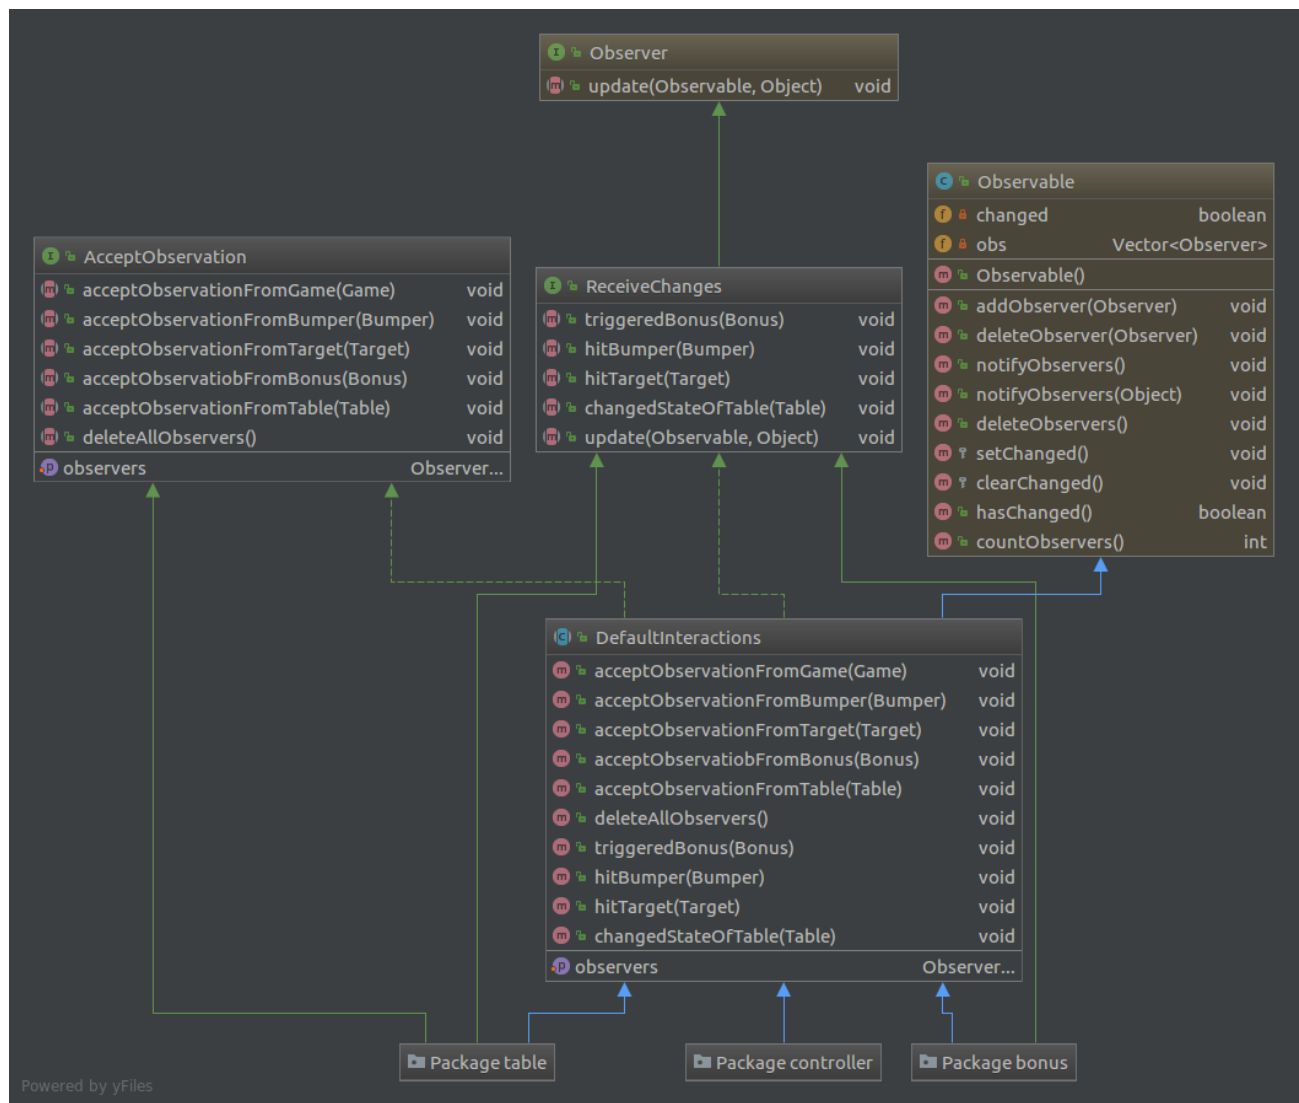 Observer
update(Observable, Object) void
Observable
changed boolean
obs Vector<Observer>
Observable()
addObserver(Observer) void
deleteObserver(Observer) void
notifyObservers() void
notifyObservers(Object) void
deleteObservers() void
setChanged() void
clearChanged() void
hasChanged() boolean
countObservers() int
AcceptObservation
acceptObservationFromGame(Game) void
acceptObservationFromBumper(Bumper) void
acceptObservationFromTarget(Target) void
acceptObservatiobFromBonus(Bonus) void
acceptObservationFromTable(Table) void
deleteAllObservers() void
observers Observer...
ReceiveChanges
triggeredBonus(Bonus) void
hitBumper(Bumper) void
hitTarget(Target) void
changedStateOfTable(Table) void
update(Observable, Object) void
DefaultInteractions
acceptObservationFromGame(Game) void
acceptObservationFromBumper(Bumper) void
acceptObservationFromTarget(Target) void
acceptObservatiobFromBonus(Bonus) void
acceptObservationFromTable(Table) void
deleteAllObservers() void
triggeredBonus(Bonus) void
hitBumper(Bumper) void
hitTarget(Target) void
changedStateOfTable(Table) void
observers Observer...
Package table
Package controller
Package bonus
Powered by yFiles